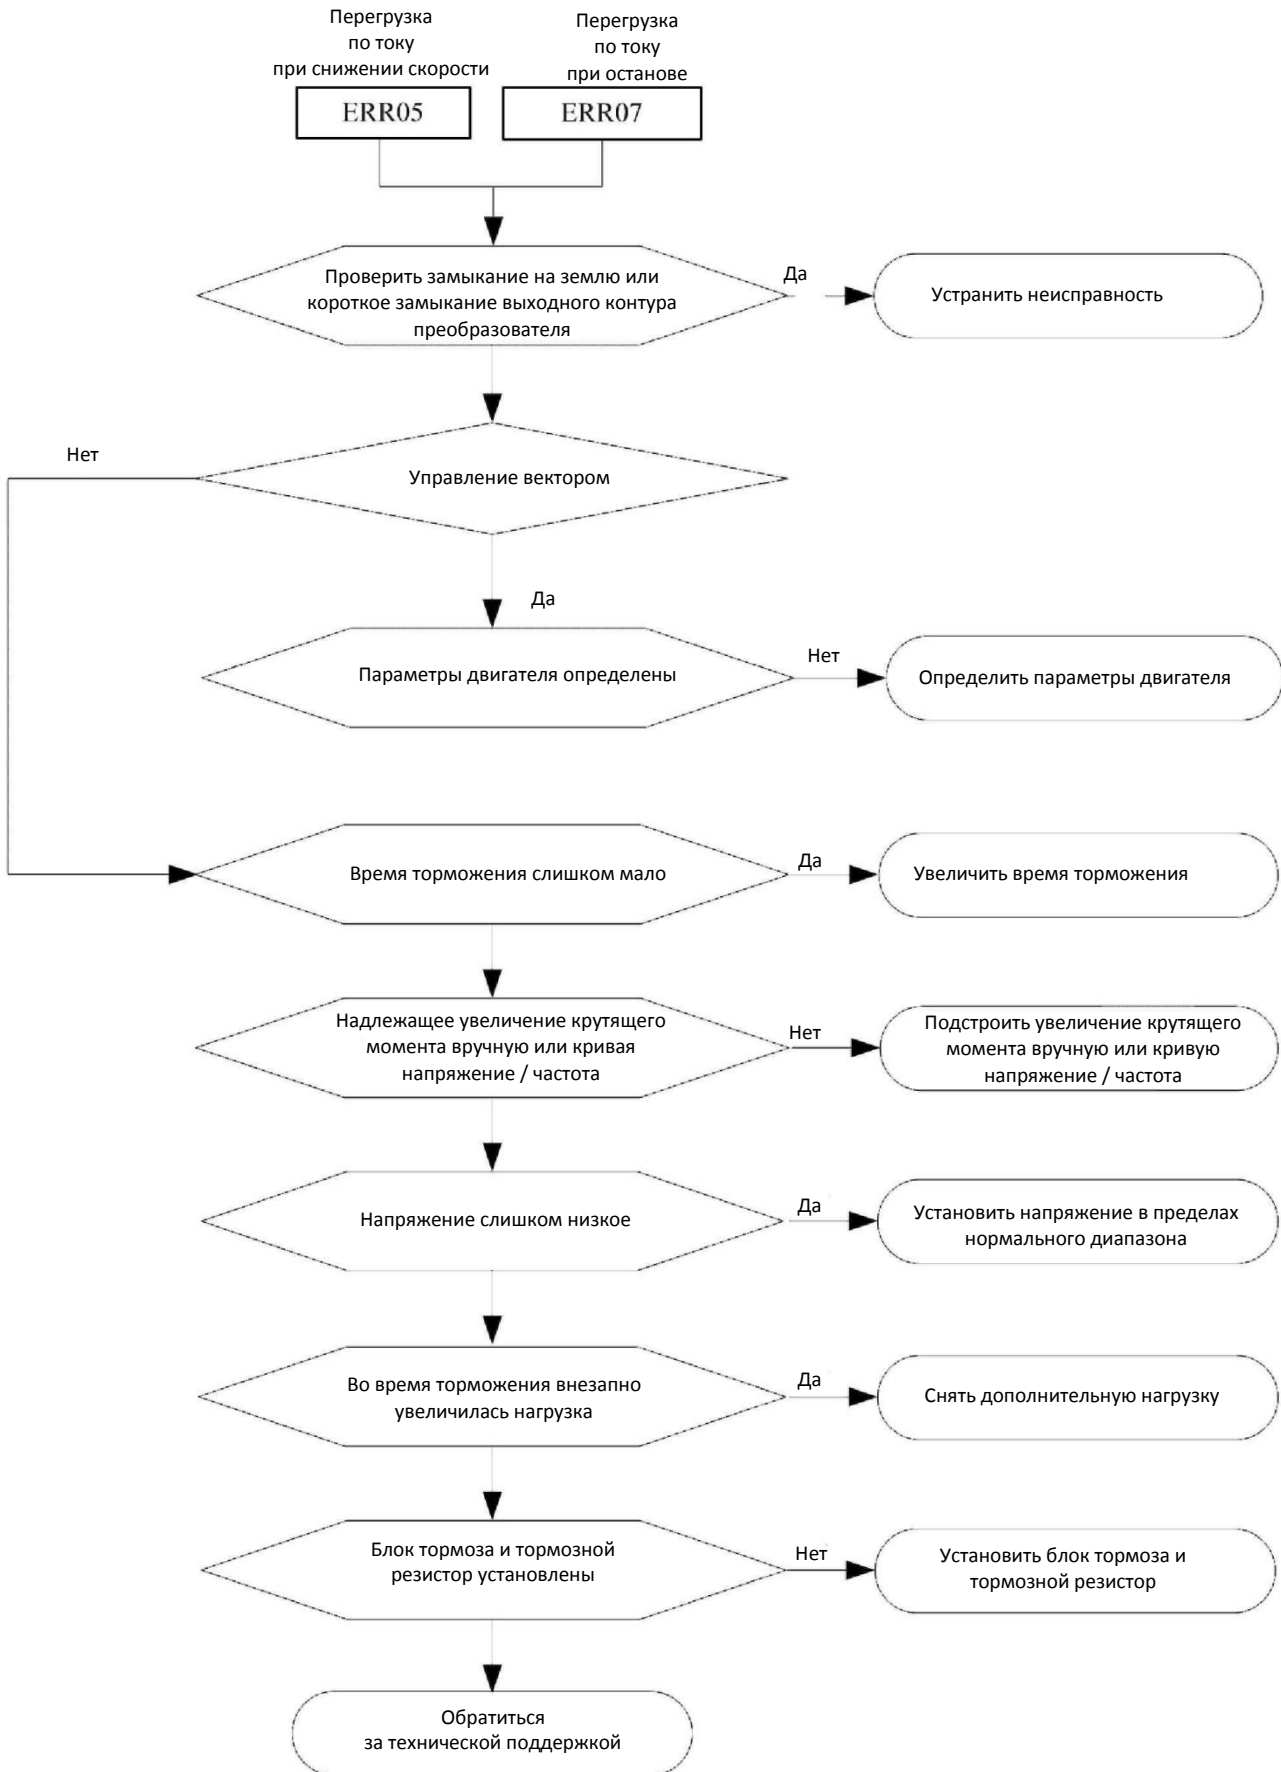 Перегрузка
по току
при снижении скорости
Перегрузка
по току
при останове
ERR05
ERR07
Проверить замыкание на землю или
короткое замыкание выходного контура
преобразователя
Да
Устранить неисправность
Нет
Управление вектором
Да
Параметры двигателя определены
Нет
Определить параметры двигателя
Время торможения слишком мало
Да
Увеличить время торможения
Надлежащее увеличение крутящего
момента вручную или кривая
напряжение / частота
Нет
Подстроить увеличение крутящего
момента вручную или кривую
напряжение / частота
Напряжение слишком низкое
Да
Установить напряжение в пределах
нормального диапазона
Во время торможения внезапно
увеличилась нагрузка
Да
Снять дополнительную нагрузку
Блок тормоза и тормозной
резистор установлены
Нет
Установить блок тормоза и
тормозной резистор
Обратиться
за технической поддержкой